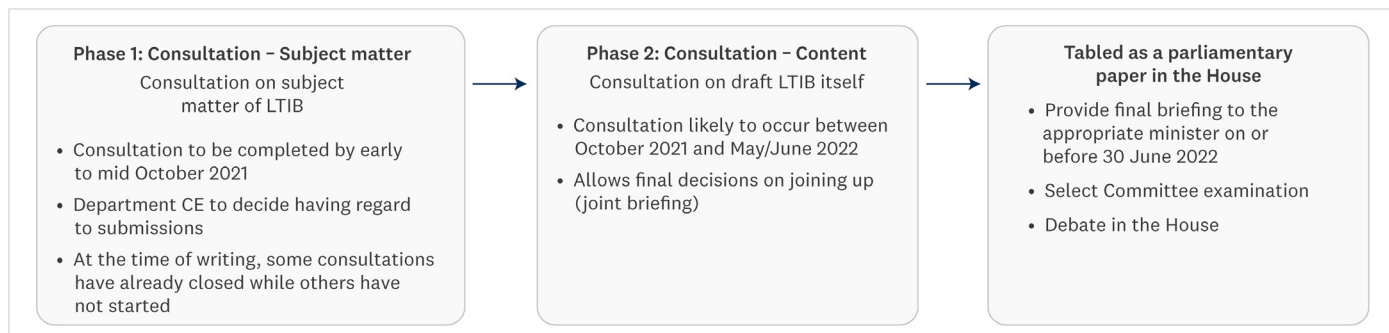 Phase 1: Consultation – Subject matter
Consultation on subject
matter of LTIB
• Consultation to be completed by early
to mid October 2021
• Department CE to decide having regard
to submissions
• At the time of writing, some consultations
have already closed while others have
not started
Phase 2: Consultation – Content
Consultation on draft LTIB itself
• Consultation likely to occur between
October 2021 and May/June 2022
• Allows final decisions on joining up
(joint briefing)
Tabled as a parliamentary
paper in the House
• Provide final briefing to the
appropriate minister on or
before 30 June 2022
• Select Committee examination
• Debate in the House